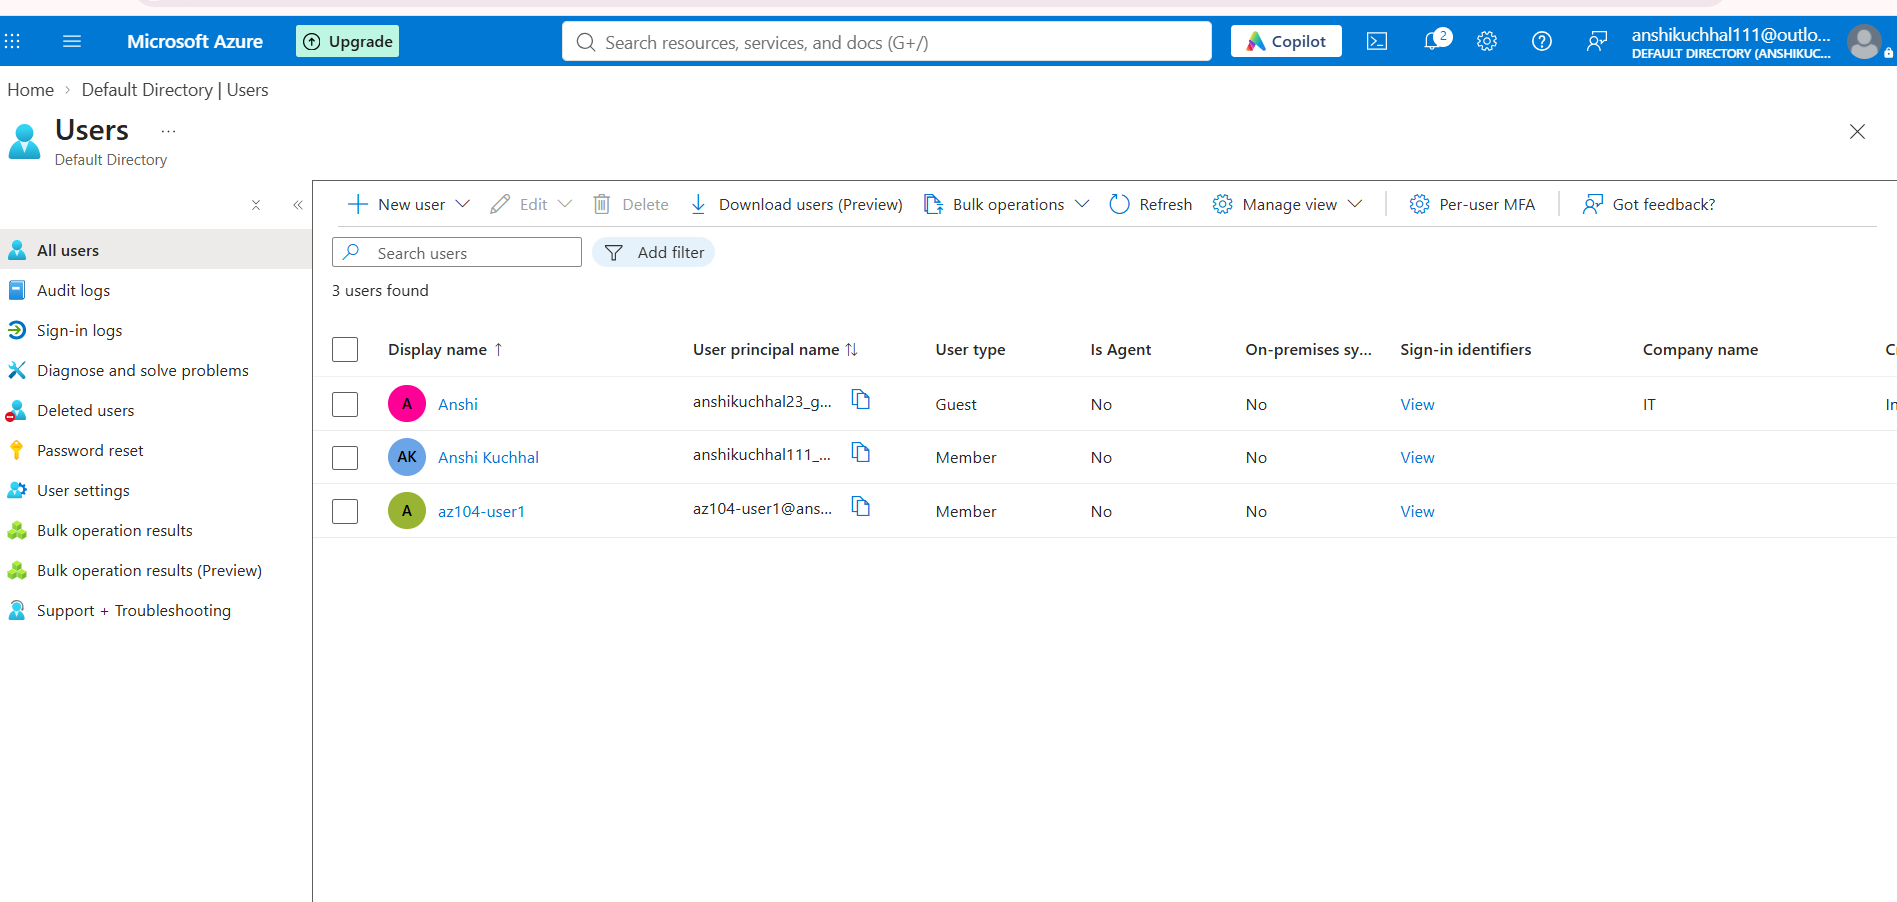 Microsoft Azure Upgrade Search resources, services, and docs (G+/) Copilot 2 anshikuchhal111@outlo...
DEFAULT DIRECTORY (ANSHIKUC...
Home > Default Directory | Users
Users ...
Default Directory
New user Edit Delete Download users (Preview) Bulk operations Refresh Manage view Per-user MFA Got feedback?
All users
Audit logs
Sign-in logs
Diagnose and solve problems
Deleted users
Password reset
User settings
Bulk operation results
Bulk operation results (Preview)
Support + Troubleshooting
Search users Add filter
3 users found
Display name ↑ User principal name ↑↓ User type Is Agent On-premises sy... Sign-in identifiers Company name
A Anshi anshikuchhal23_g... Guest No No View IT In
AK Anshi Kuchhal anshikuchhal111_... Member No No View
A az104-user1 az104-user1@ans... Member No No View